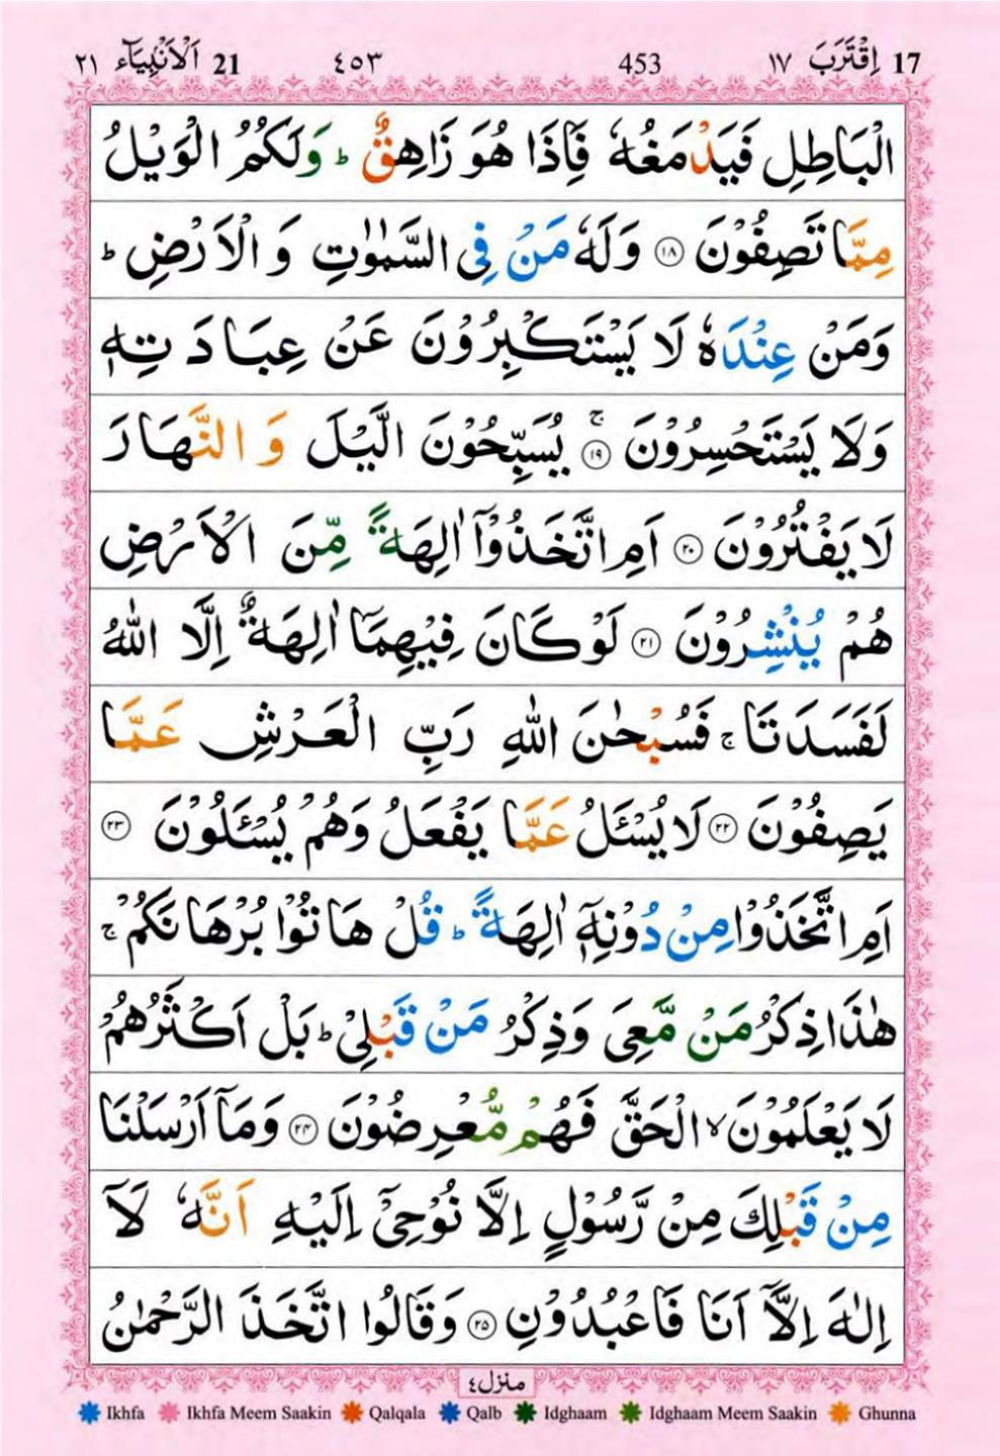 17 اِقْتَرَبَ ١٧ 453 ٤٥٣ 21 اَلْاَنْبِيَآء ٢١
الْبَاطِلِ فَيَدْمَغُهٗ فَاِذَا هُوَ زَاهِقٌ ؕ وَلَكُمُ الْوَيْلُ
مِمَّا تَصِفُوْنَ ۝١٨ وَلَهٗ مَنْ فِى السَّمٰوٰتِ وَالْاَرْضِ ؕ
وَمَنْ عِنْدَهٗ لَا يَسْتَكْبِرُوْنَ عَنْ عِبَادَتِهٖ
وَلَا يَسْتَحْسِرُوْنَ ۚ۝١٩ يُسَبِّحُوْنَ الَّيْلَ وَالنَّهَارَ
لَا يَفْتُرُوْنَ ۝٢٠ اَمِ اتَّخَذُوْۤا اٰلِهَةً مِّنَ الْاَرْضِ
هُمْ يُنْشِرُوْنَ ۝٢١ لَوْ كَانَ فِيْهِمَاۤ اٰلِهَةٌ اِلَّا اللّٰهُ
لَفَسَدَتَا ۚ فَسُبْحٰنَ اللّٰهِ رَبِّ الْعَرْشِ عَمَّا
يَصِفُوْنَ ۝٢٢ لَا يُسْـَٔلُ عَمَّا يَفْعَلُ وَهُمْ يُسْـَٔلُوْنَ ۝٢٣
اَمِ اتَّخَذُوْا مِنْ دُوْنِهٖۤ اٰلِهَةً ؕ قُلْ هَاتُوْا بُرْهَانَكُمْ ۚ
هٰذَا ذِكْرُ مَنْ مَّعِىَ وَذِكْرُ مَنْ قَبْلِىْ ؕ بَلْ اَكْثَرُهُمْ
لَا يَعْلَمُوْنَ ۙ الْحَقَّ فَهُمْ مُّعْرِضُوْنَ ۝٢٤ وَمَاۤ اَرْسَلْنَا
مِنْ قَبْلِكَ مِنْ رَّسُوْلٍ اِلَّا نُوْحِىْۤ اِلَيْهِ اَنَّهٗ لَاۤ
اِلٰهَ اِلَّاۤ اَنَا فَاعْبُدُوْنِ ۝٢٥ وَقَالُوا اتَّخَذَ الرَّحْمٰنُ
منزل ٤
Ikhfa Ikhfa Meem Saakin Qalqala Qalb Idghaam Idghaam Meem Saakin Ghunna